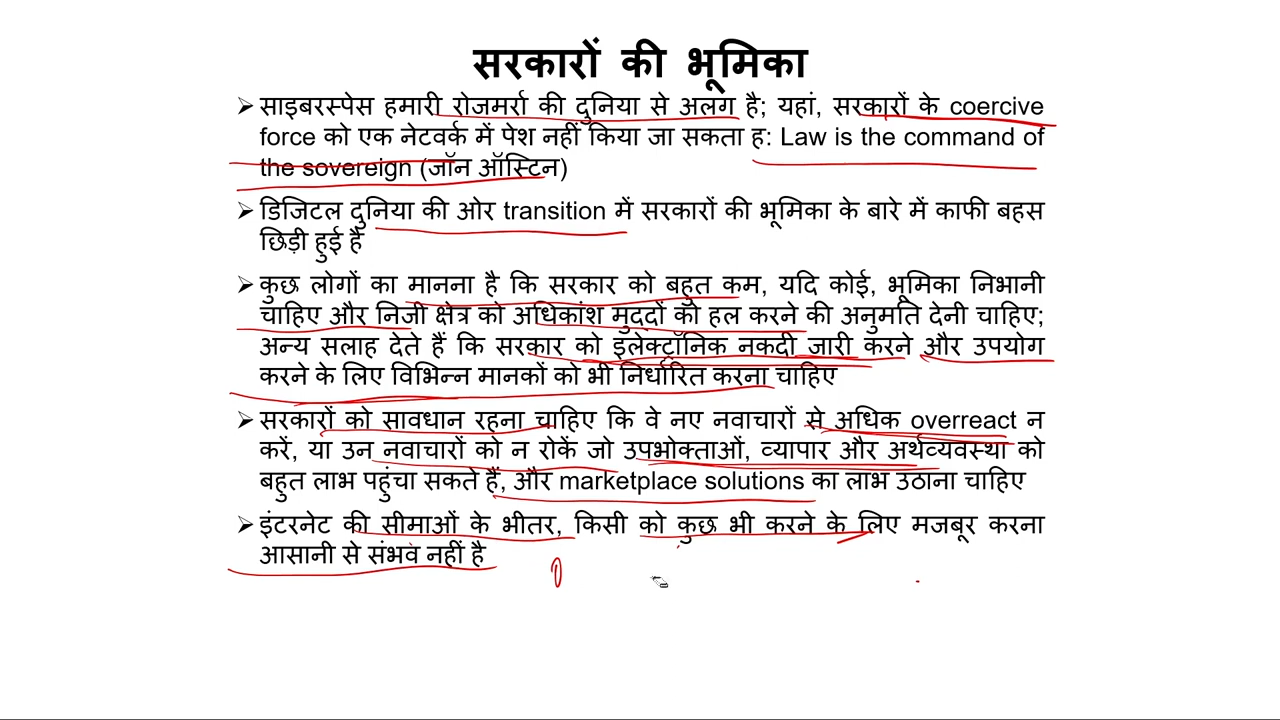 सरकारों की भूमिका
➢ साइबरस्पेस हमारी रोजमर्रा की दुनिया से अलग है; यहां, सरकारों के coercive
force को एक नेटवर्क में पेश नहीं किया जा सकता ह: Law is the command of
the sovereign (जॉन ऑस्टिन)
➢ डिजिटल दुनिया की ओर transition में सरकारों की भूमिका के बारे में काफी बहस
छिड़ी हुई है
➢ कुछ लोगों का मानना है कि सरकार को बहुत कम, यदि कोई, भूमिका निभानी
चाहिए और निजी क्षेत्र को अधिकांश मुद्दों को हल करने की अनुमति देनी चाहिए;
अन्य सलाह देते हैं कि सरकार को इलेक्ट्रॉनिक नकदी जारी करने और उपयोग
करने के लिए विभिन्न मानकों को भी निर्धारित करना चाहिए
➢ सरकारों को सावधान रहना चाहिए कि वे नए नवाचारों से अधिक overreact न
करें, या उन नवाचारों को न रोकें जो उपभोक्ताओं, व्यापार और अर्थव्यवस्था को
बहुत लाभ पहुंचा सकते हैं, और marketplace solutions का लाभ उठाना चाहिए
➢ इंटरनेट की सीमाओं के भीतर, किसी को कुछ भी करने के लिए मजबूर करना
आसानी से संभव नहीं है